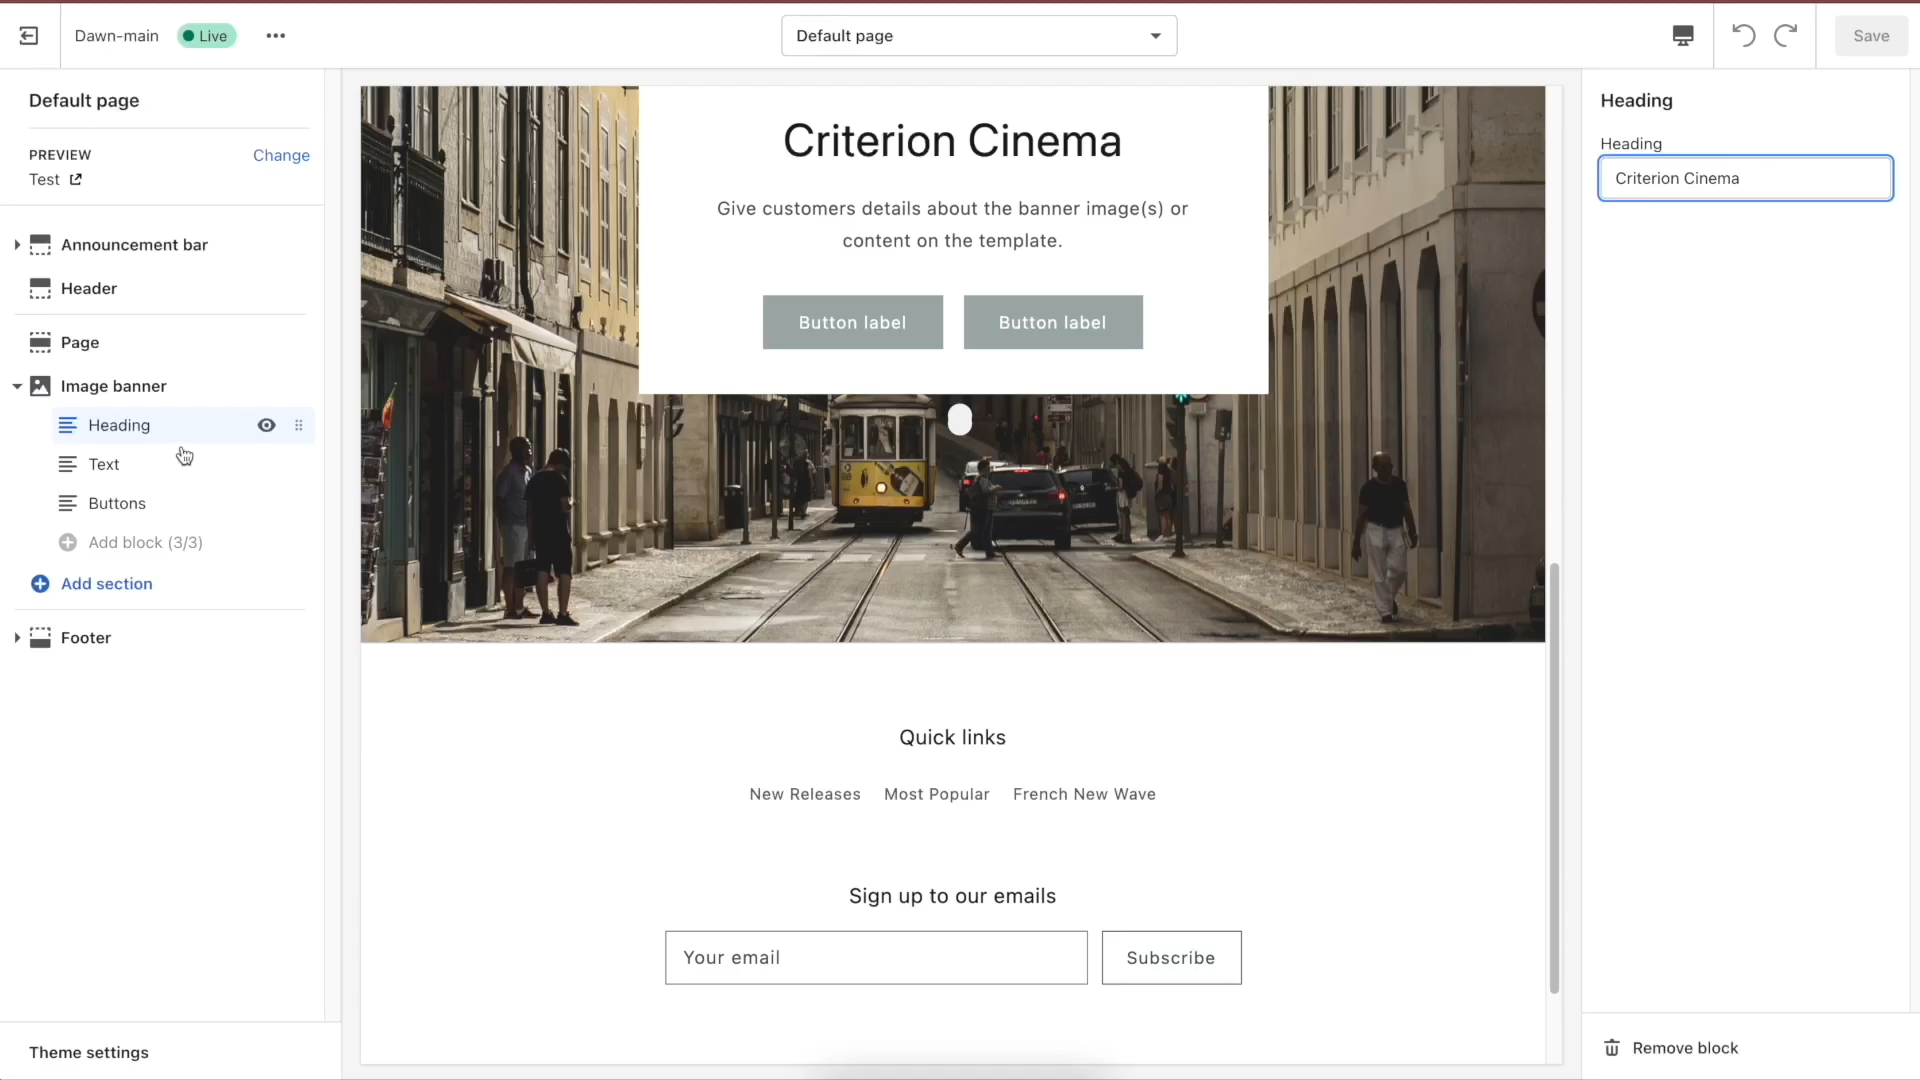 Dawn-main
Live
Default page
Save
Default page
PREVIEW
Change
Test
Announcement bar
Header
Page
Image banner
Heading
Text
Buttons
Add block (3/3)
Add section
Footer
Theme settings
Criterion Cinema
Give customers details about the banner image(s) or
content on the template.
Button label
Button label
Quick links
New Releases
Most Popular
French New Wave
Sign up to our emails
Your email
Subscribe
Heading
Heading
Criterion Cinema
Remove block